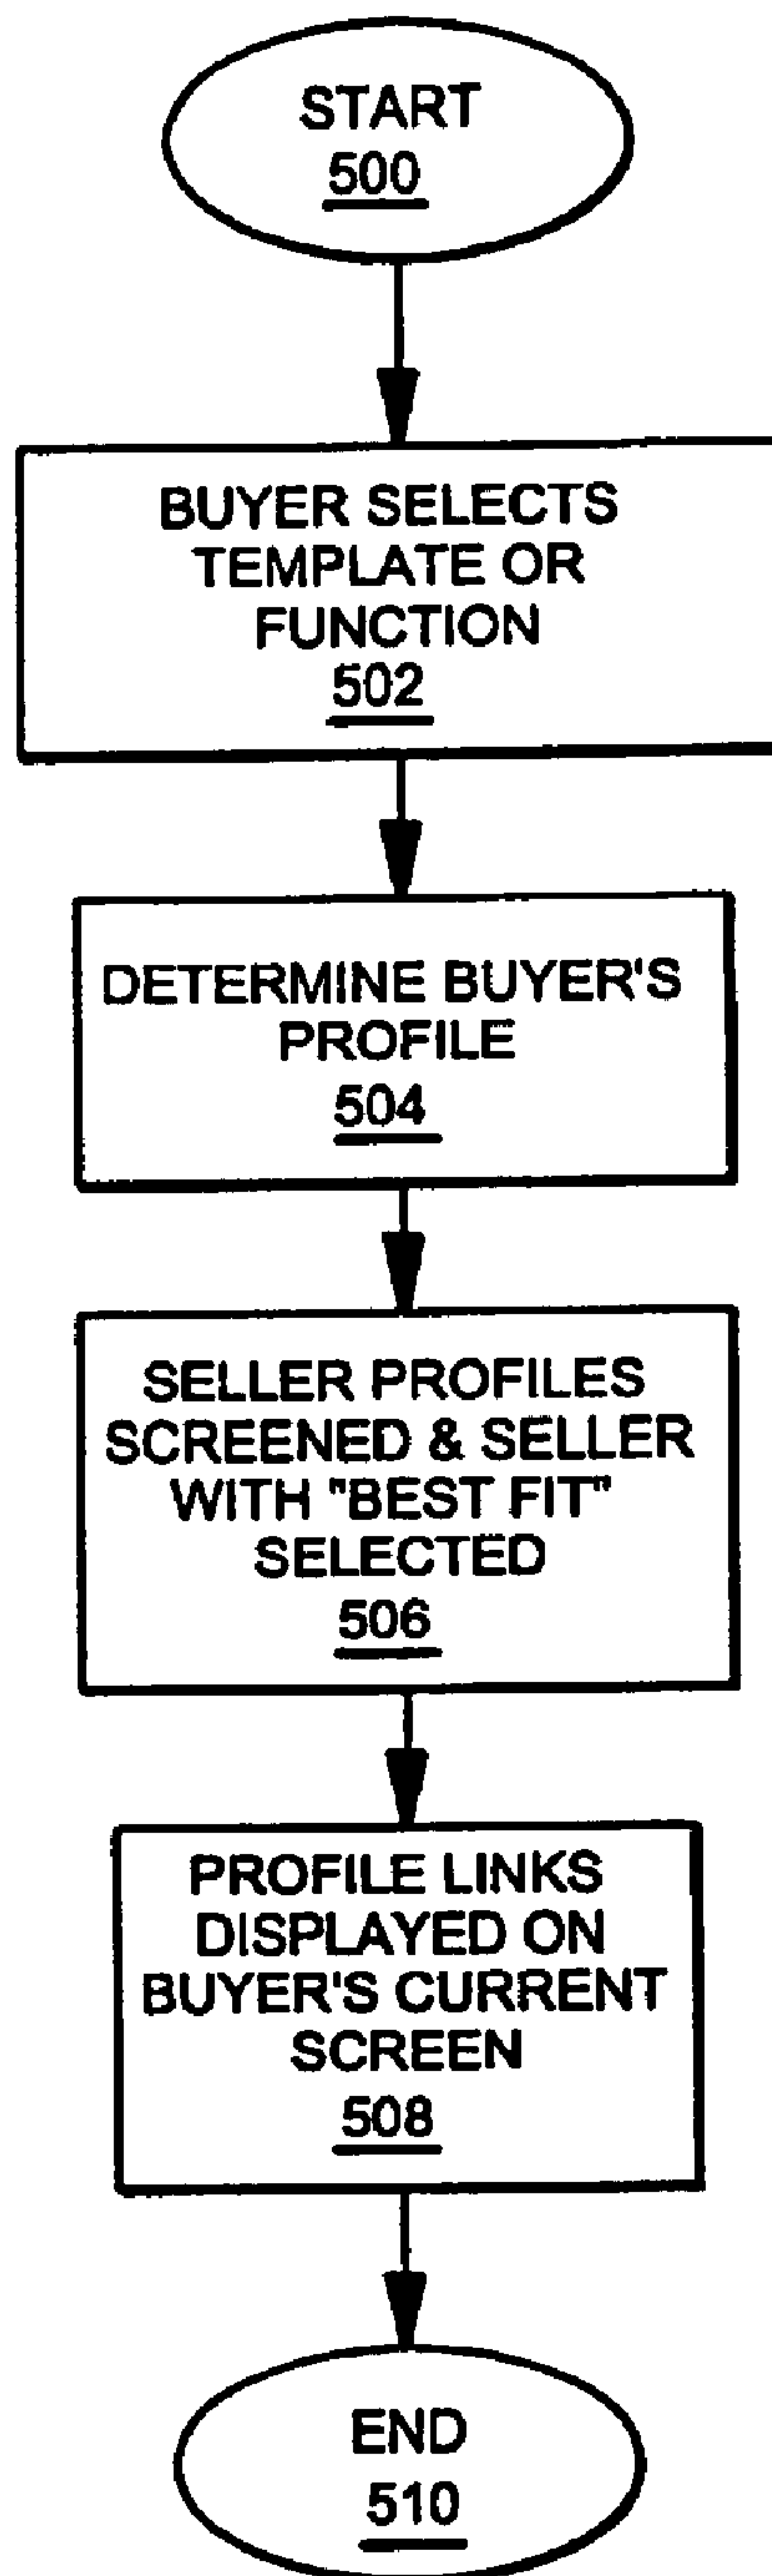 START
500
BUYER SELECTS
TEMPLATE OR
FUNCTION
502
DETERMINE BUYER'S
PROFILE
504
SELLER PROFILES
SCREENED & SELLER
WITH "BEST FIT"
SELECTED
506
PROFILE LINKS
DISPLAYED ON
BUYER'S CURRENT
SCREEN
508
END
510